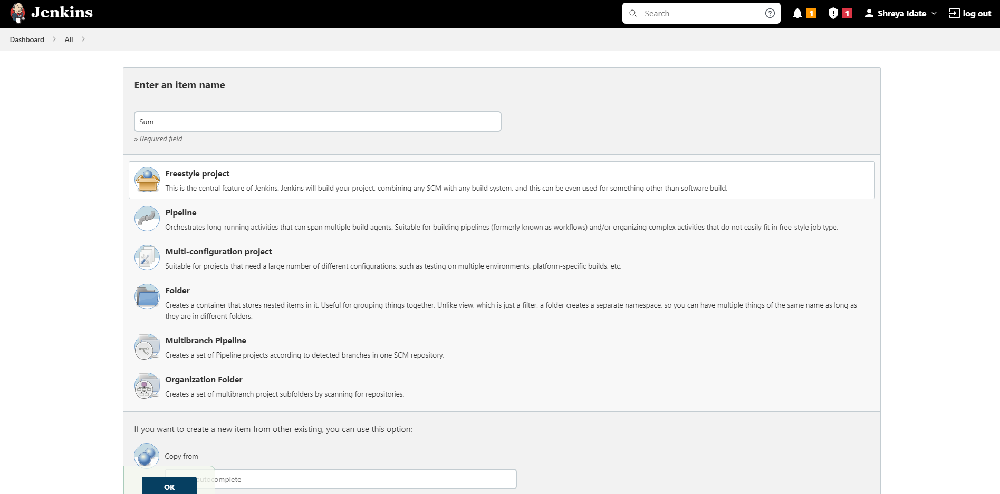 Jenkins
Search
1
1
Shreya Idate
log out
Dashboard
All
Enter an item name
Sum
» Required field
Freestyle project
This is the central feature of Jenkins. Jenkins will build your project, combining any SCM with any build system, and this can be even used for something other than software build.
Pipeline
Orchestrates long-running activities that can span multiple build agents. Suitable for building pipelines (formerly known as workflows) and/or organizing complex activities that do not easily fit in free-style job type.
Multi-configuration project
Suitable for projects that need a large number of different configurations, such as testing on multiple environments, platform-specific builds, etc.
Folder
Creates a container that stores nested items in it. Useful for grouping things together. Unlike view, which is just a filter, a folder creates a separate namespace, so you can have multiple things of the same name as long as
they are in different folders.
Multibranch Pipeline
Creates a set of Pipeline projects according to detected branches in one SCM repository.
Organization Folder
Creates a set of multibranch project subfolders by scanning for repositories.
If you want to create a new item from other existing, you can use this option:
Copy from
autocomplete
OK